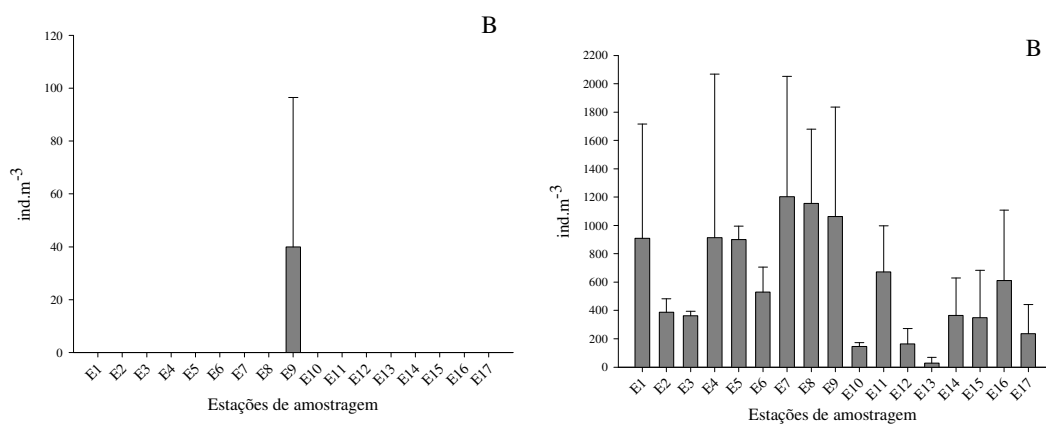 B
120
100
80
60
40
20
0
ind.m-3
E1 E2 E3 E4 E5 E6 E7 E8 E9 E10 E11 E12 E13 E14 E15 E16 E17
Estações de amostragem
B
2200
2000
1800
1600
1400
1200
1000
800
600
400
200
0
ind.m-3
E1 E2 E3 E4 E5 E6 E7 E8 E9 E10 E11 E12 E13 E14 E15 E16 E17
Estações de amostragem